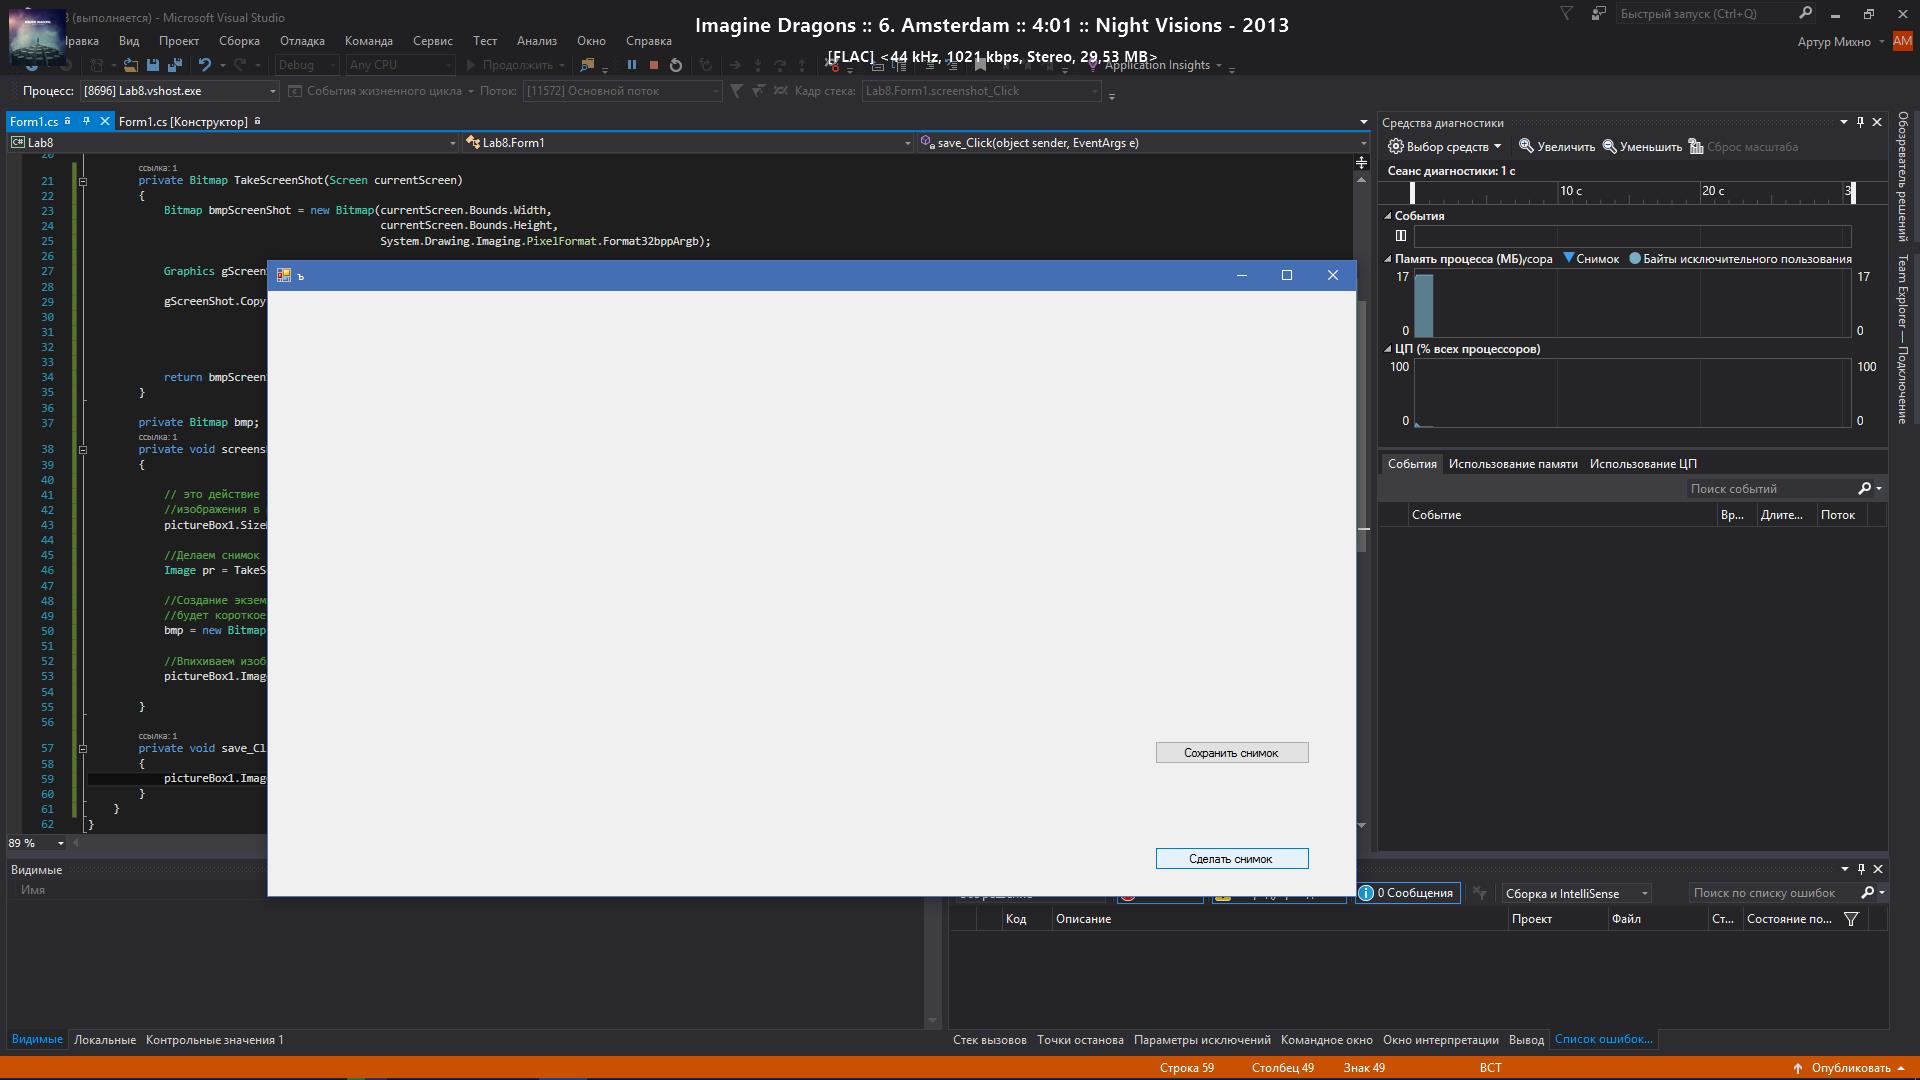 3 (выполняется) - Microsoft Visual Studio
Imagine Dragons :: 6. Amsterdam :: 4:01 :: Night Visions - 2013
[FLAC] <44 kHz, 1021 kbps, Stereo, 29,53 MB>
Быстрый запуск (Ctrl+Q)
Правка Вид Проект Сборка Отладка Команда Сервис Тест Анализ Окно Справка
Артур Михно
AM
Debug Any CPU Продолжить Application Insights
Процесс: [8696] Lab8.vshost.exe События жизненного цикла Поток: [11572] Основной поток Кадр стека: Lab8.Form1.screenshot_Click
Form1.cs Form1.cs [Конструктор]
Lab8 Lab8.Form1 save_Click(object sender, EventArgs e)
20
ссылка: 1
21 private Bitmap TakeScreenShot(Screen currentScreen)
22 {
23 Bitmap bmpScreenShot = new Bitmap(currentScreen.Bounds.Width,
24 currentScreen.Bounds.Height,
25 System.Drawing.Imaging.PixelFormat.Format32bppArgb);
26
27 Graphics gScreen
28
29 gScreenShot.Copy
30
31
32
33
34 return bmpScreen
35 }
36
37 private Bitmap bmp;
ссылка: 1
38 private void screens
39 {
40
41 // это действие
42 //изображения в
43 pictureBox1.Size
44
45 //Делаем снимок
46 Image pr = TakeS
47
48 //Создание экзем
49 //будет короткое
50 bmp = new Bitmap
51
52 //Впихиваем изоб
53 pictureBox1.Imag
54
55 }
56
ссылка: 1
57 private void save_Cl
58 {
59 pictureBox1.Imag
60 }
61 }
62 }
89 %
ъ
Сохранить снимок
Сделать снимок
Средства диагностики
Выбор средств Увеличить Уменьшить Сброс масштаба
Сеанс диагностики: 1 с
10 с 20 с 3
События
Память процесса (МБ) Снимок Байты исключительного пользования
17 17
0 0
ЦП (% всех процессоров)
100 100
0 0
События Использование памяти Использование ЦП
Поиск событий
Событие Вр... Длите... Поток
Обозреватель решений
Team Explorer — Подключение
Видимые
Имя
Видимые Локальные Контрольные значения 1
0 Сообщения Сборка и IntelliSense Поиск по списку ошибок
Код Описание Проект Файл Ст... Состояние по...
Стек вызовов Точки останова Параметры исключений Командное окно Окно интерпретации Вывод Список ошибок...
Строка 59 Столбец 49 Знак 49 ВСТ Опубликовать